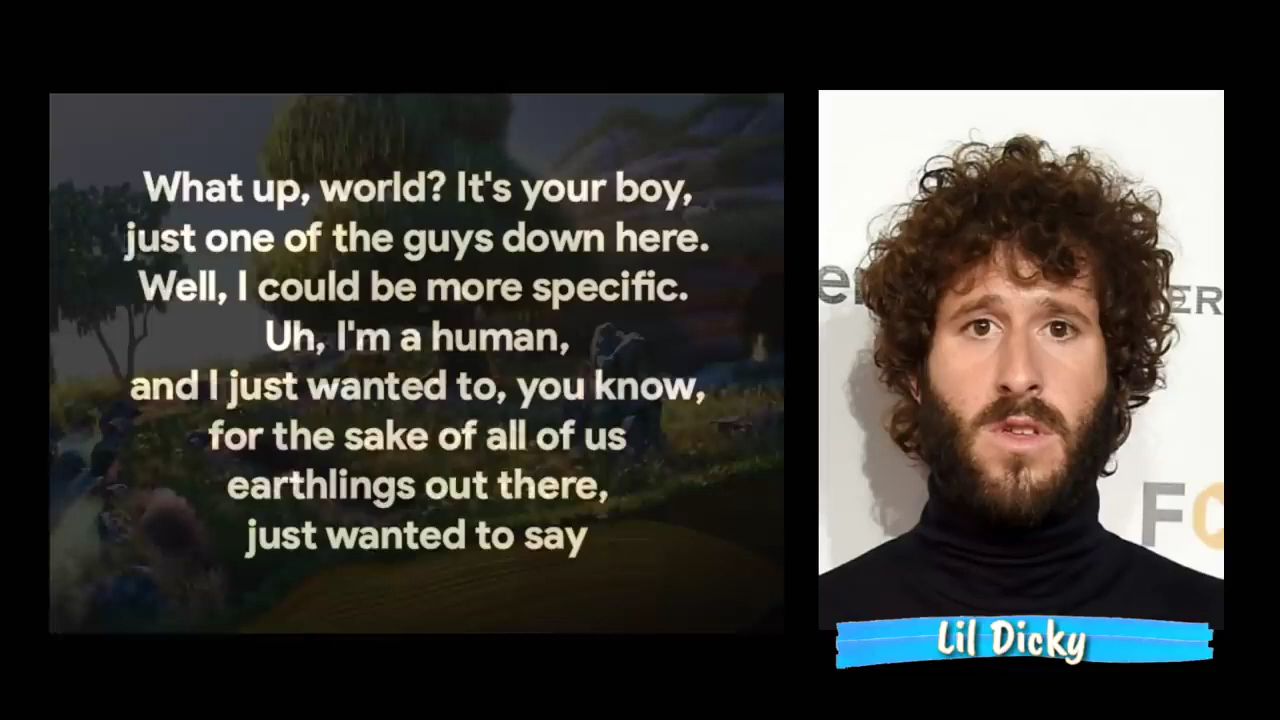 What up, world? It's your boy,
just one of the guys down here.
Well, I could be more specific.
Uh, I'm a human,
and I just wanted to, you know,
for the sake of all of us
earthlings out there,
just wanted to say
Lil Dicky